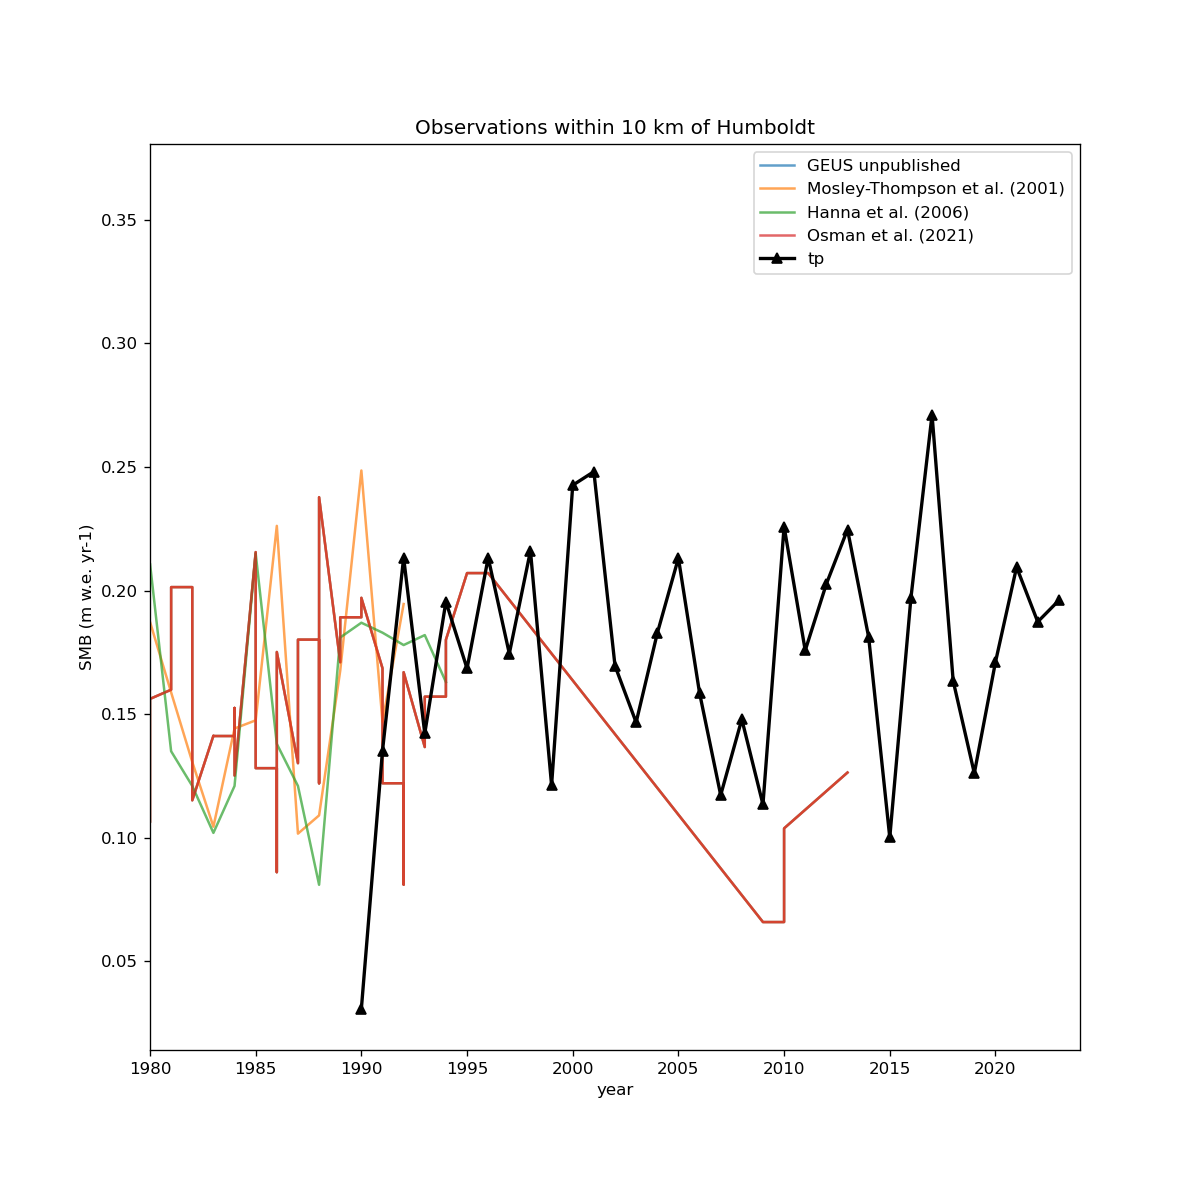 Observations within 10 km of Humboldt
GEUS unpublished
Mosley-Thompson et al. (2001)
Hanna et al. (2006)
Osman et al. (2021)
tp
SMB (m w.e. yr-1)
0.35
0.30
0.25
0.20
0.15
0.10
0.05
1980 1985 1990 1995 2000 2005 2010 2015 2020
year